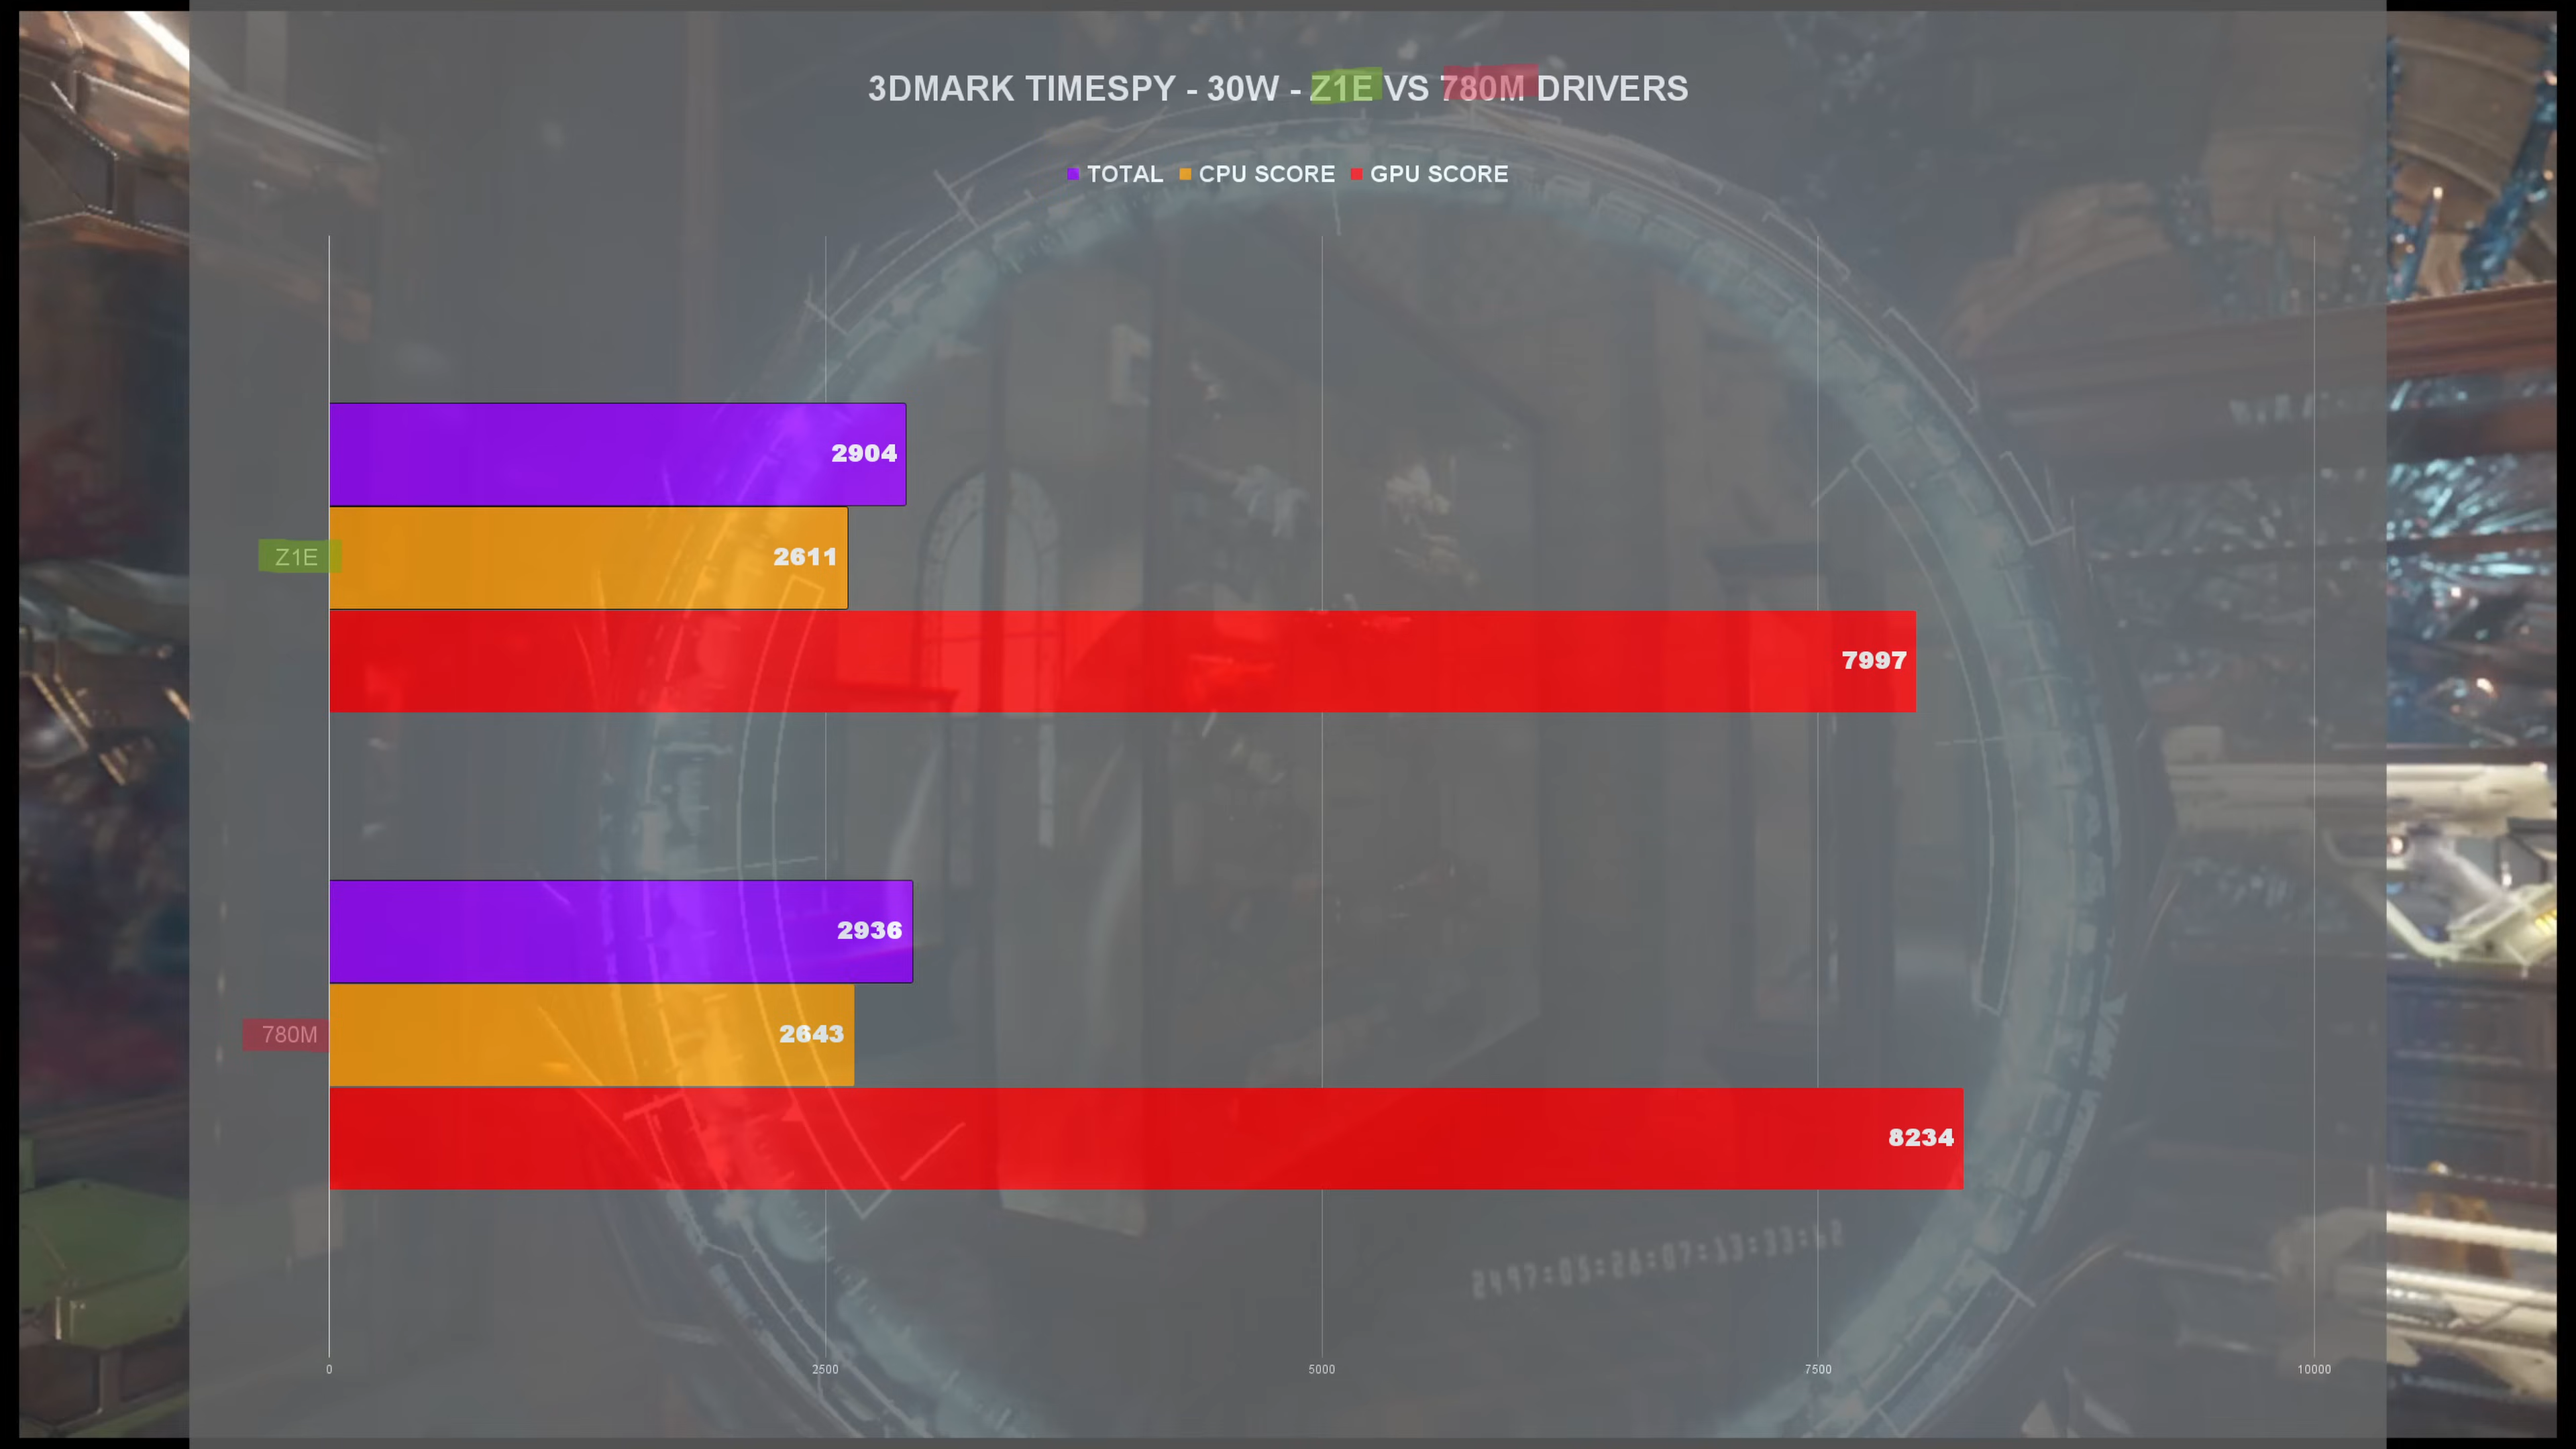 3DMARK TIMESPY - 30W - Z1E VS 780M DRIVERS
TOTAL CPU SCORE GPU SCORE
2904
Z1E 2611
7997
2936
780M 2643
8234
0 2500 5000 7500 10000